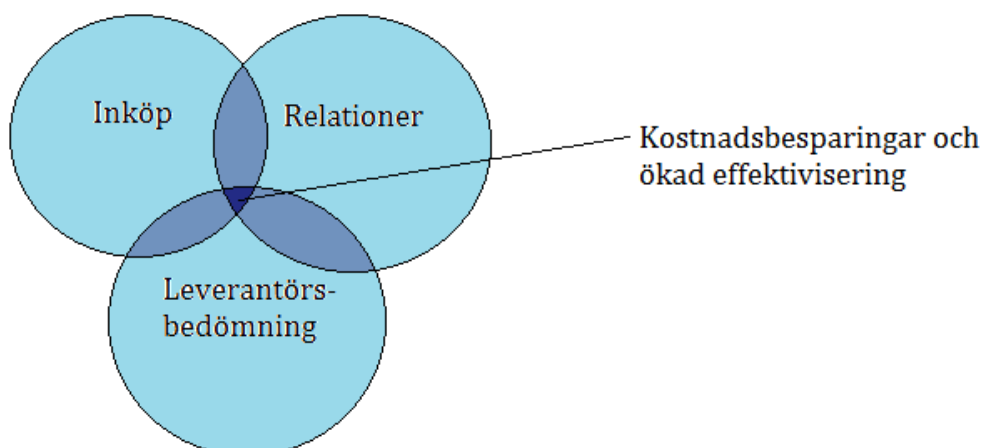 Inköp
Relationer
Kostnadsbesparingar och
ökad effektivisering
Leverantörs-
bedömning